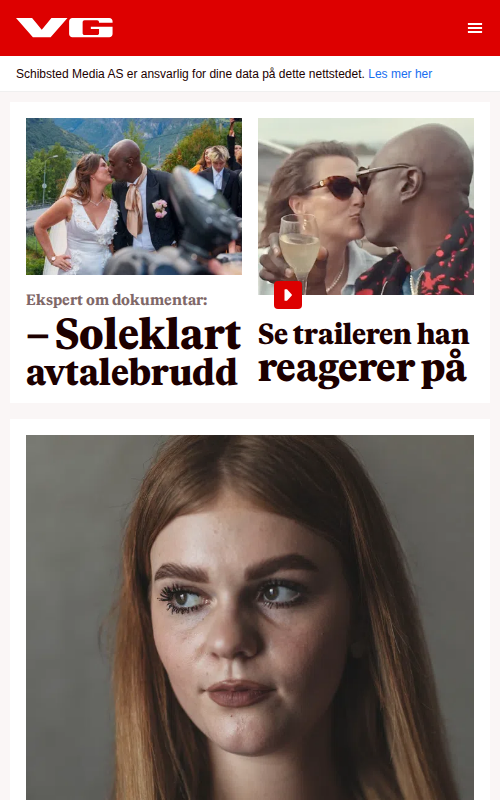 VG
Schibsted Media AS er ansvarlig for dine data på dette nettstedet. Les mer her
Ekspert om dokumentar:
– Soleklart
avtalebrudd
Se traileren han
reagerer på